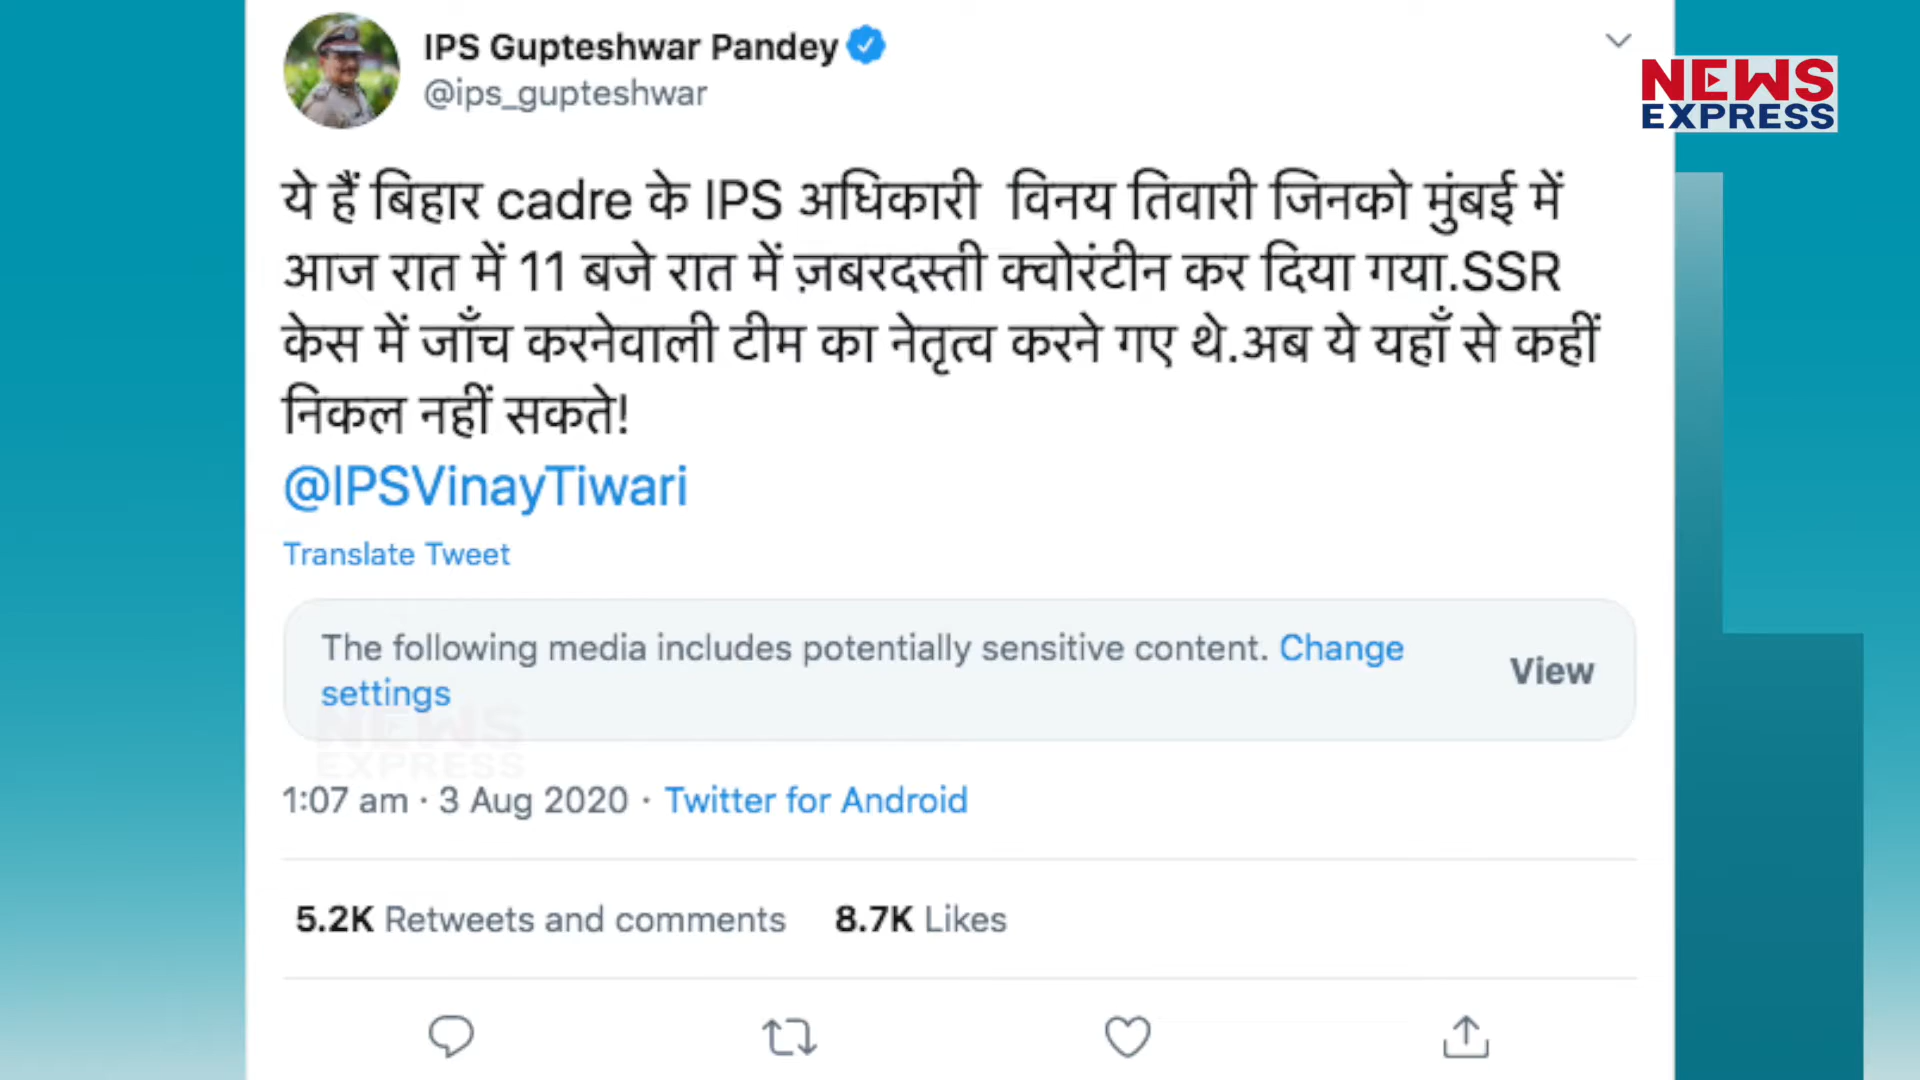 IPS Gupteshwar Pandey
@ips_gupteshwar
NEWS
EXPRESS
ये हैं बिहार cadre के IPS अधिकारी विनय तिवारी जिनको मुंबई में
आज रात में 11 बजे रात में ज़बरदस्ती क्वोरंटीन कर दिया गया.SSR
केस में जाँच करनेवाली टीम का नेतृत्व करने गए थे.अब ये यहाँ से कहीं
निकल नहीं सकते!
@IPSVinayTiwari
Translate Tweet
The following media includes potentially sensitive content. Change
settings
View
NEWS
EXPRESS
1:07 am · 3 Aug 2020 · Twitter for Android
5.2K Retweets and comments 8.7K Likes